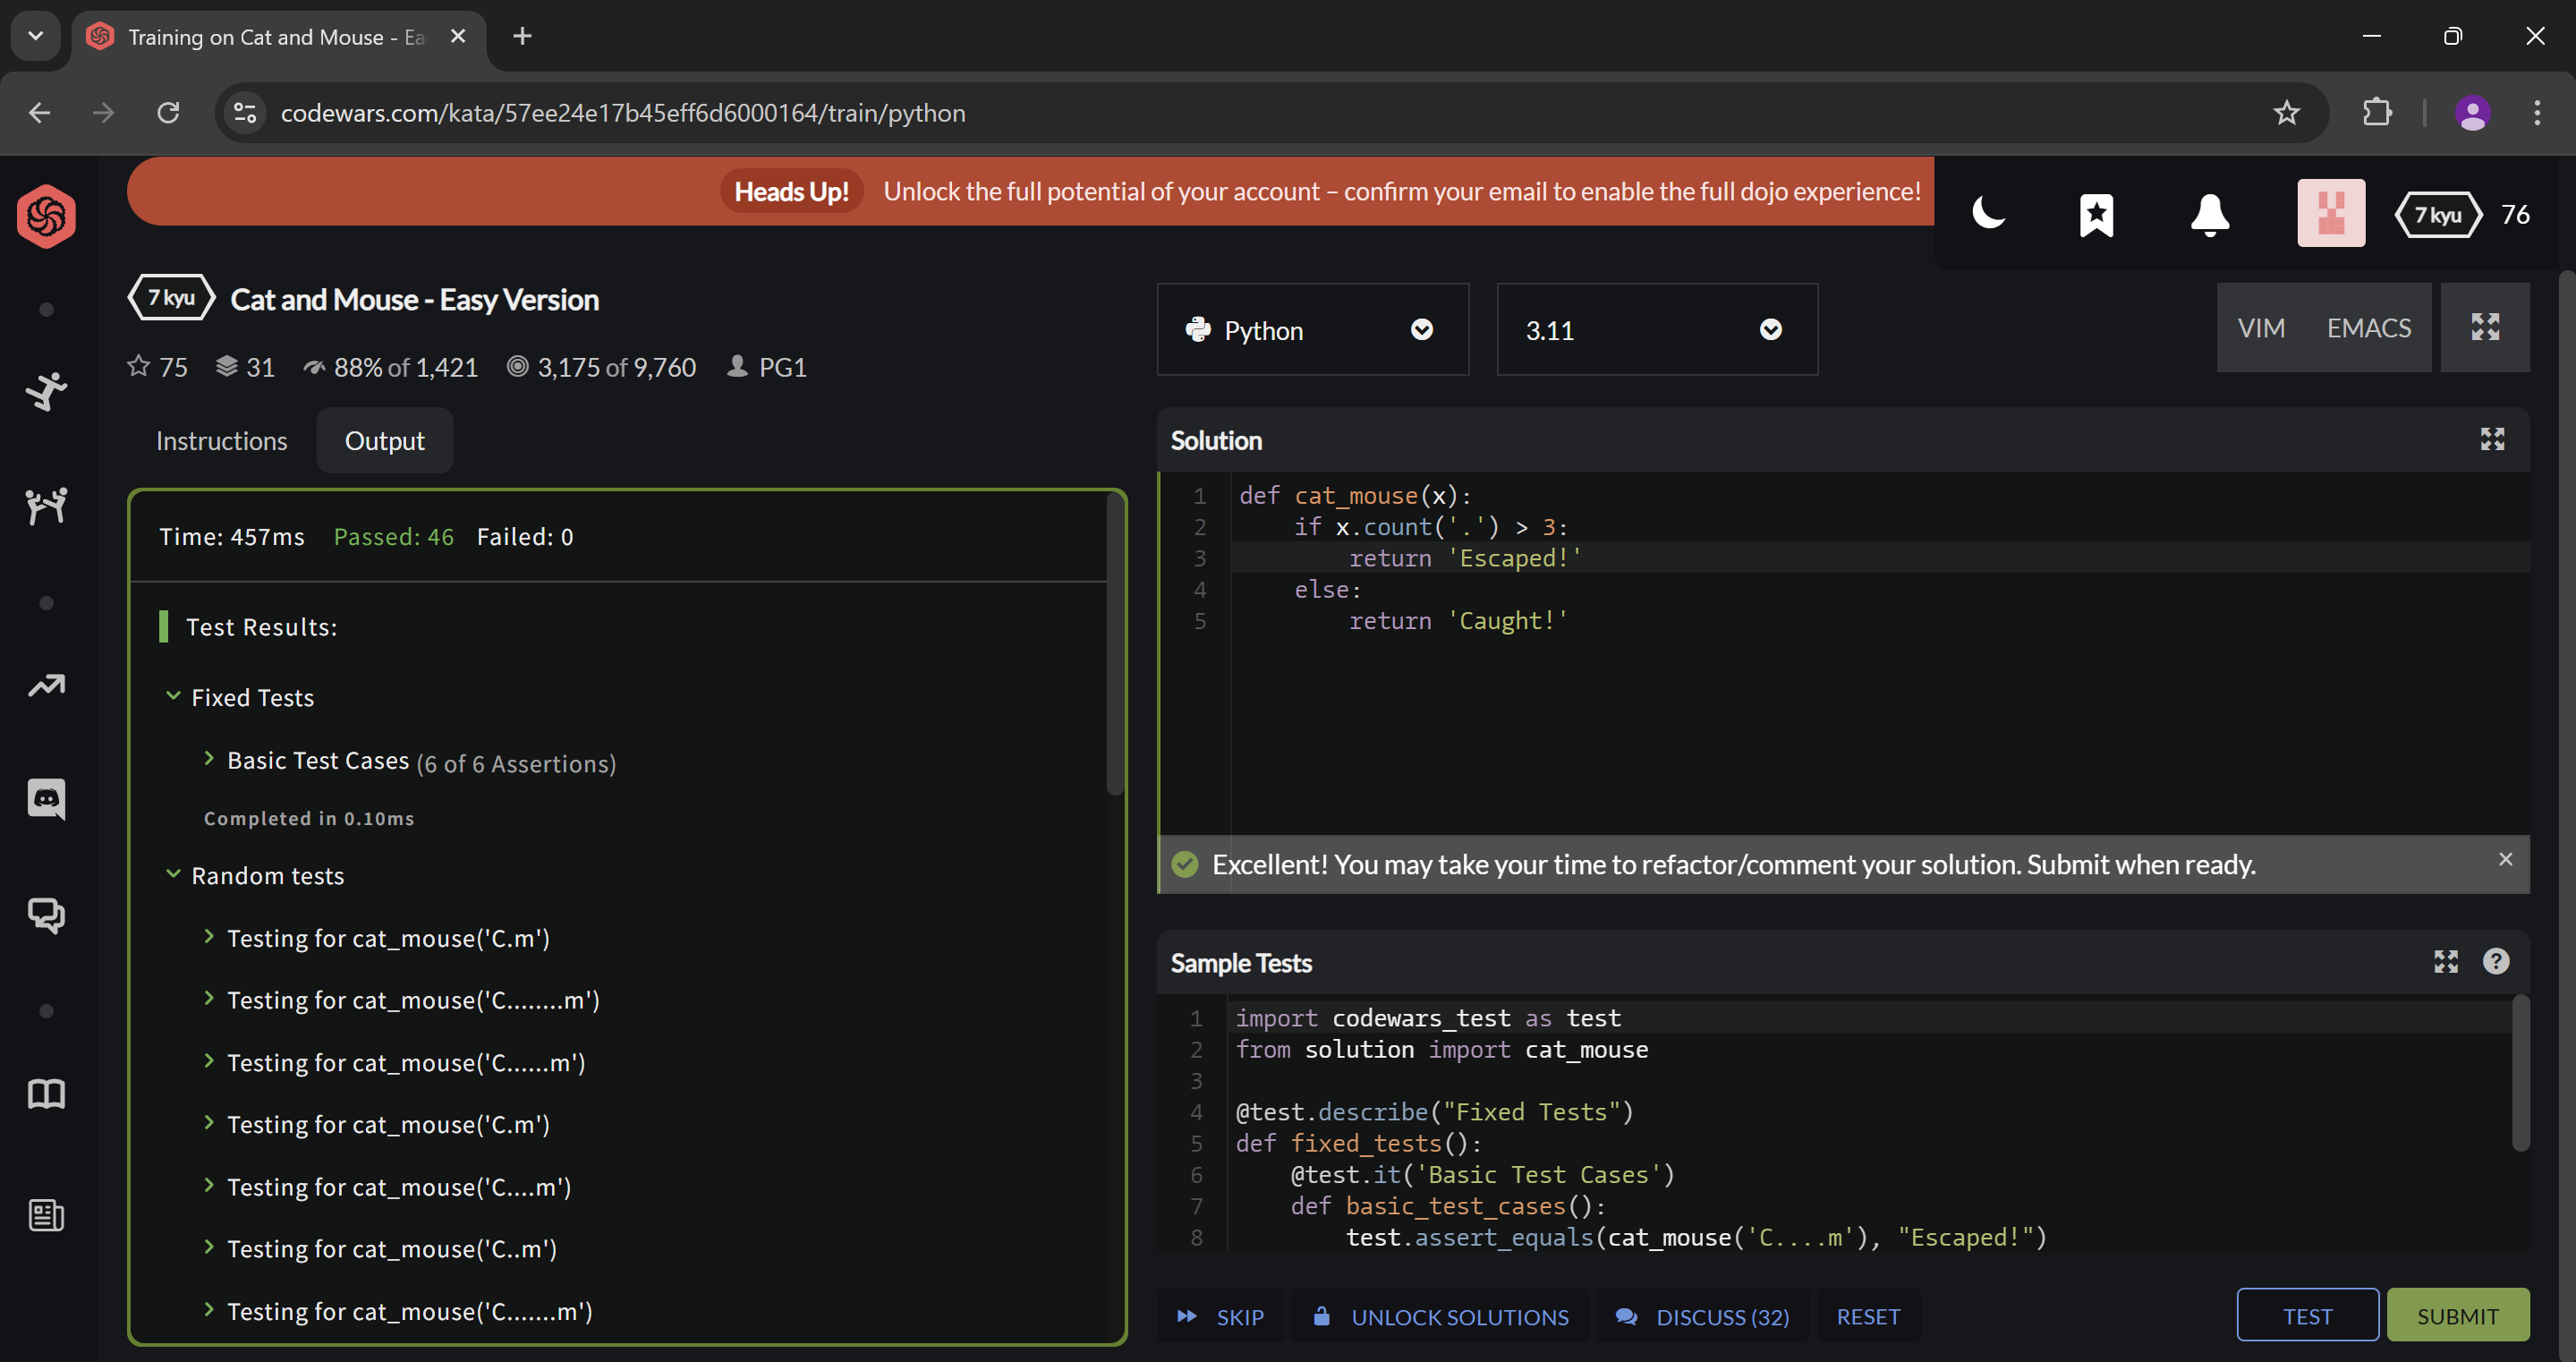 Training on Cat and Mouse - Ea
codewars.com/kata/57ee24e17b45eff6d6000164/train/python
Heads Up! Unlock the full potential of your account – confirm your email to enable the full dojo experience!
7 kyu 76
7 kyu Cat and Mouse - Easy Version
75 31 88% of 1,421 3,175 of 9,760 PG1
Python 3.11 VIM EMACS
Instructions Output
Time: 457ms Passed: 46 Failed: 0
Test Results:
Fixed Tests
Basic Test Cases (6 of 6 Assertions)
Completed in 0.10ms
Random tests
Testing for cat_mouse('C.m')
Testing for cat_mouse('C........m')
Testing for cat_mouse('C......m')
Testing for cat_mouse('C.m')
Testing for cat_mouse('C....m')
Testing for cat_mouse('C..m')
Testing for cat_mouse('C.......m')
Solution
1 def cat_mouse(x):
2 if x.count('.') > 3:
3 return 'Escaped!'
4 else:
5 return 'Caught!'
Excellent! You may take your time to refactor/comment your solution. Submit when ready.
Sample Tests
1 import codewars_test as test
2 from solution import cat_mouse
3
4 @test.describe("Fixed Tests")
5 def fixed_tests():
6 @test.it('Basic Test Cases')
7 def basic_test_cases():
8 test.assert_equals(cat_mouse('C....m'), "Escaped!")
SKIP UNLOCK SOLUTIONS DISCUSS (32) RESET TEST SUBMIT